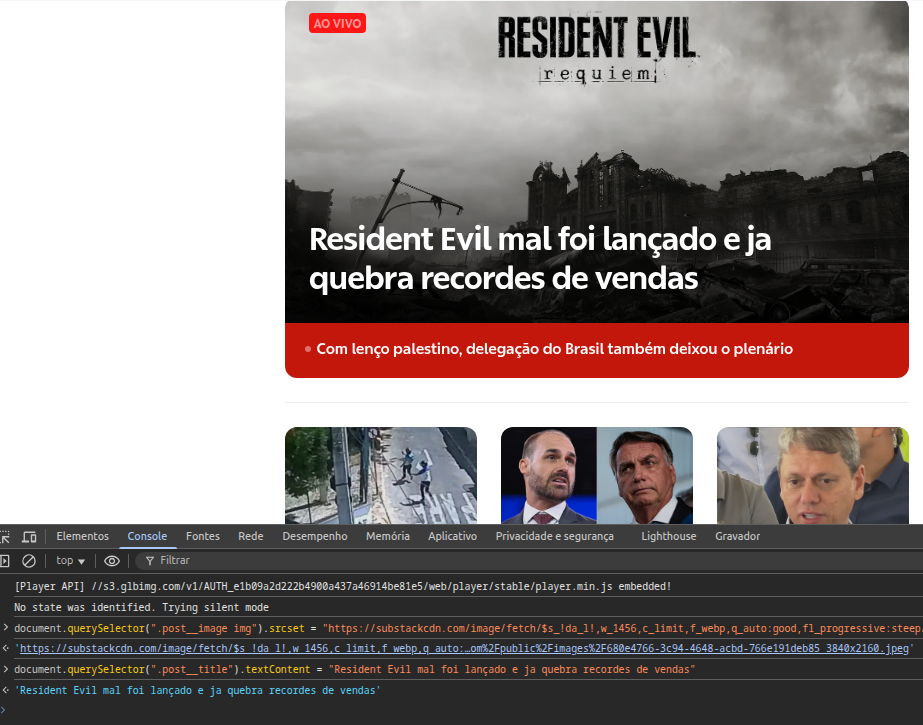 AO VIVO
RESIDENT EVIL
requiem
Resident Evil mal foi lançado e ja
quebra recordes de vendas
Com lenço palestino, delegação do Brasil também deixou o plenário
Elementos Console Fontes Rede Desempenho Memória Aplicativo Privacidade e segurança Lighthouse Gravador
top Filtrar
[Player API] //s3.glbimg.com/v1/AUTH_e1b09a2d222b4900a437a46914be81e5/web/player/stable/player.min.js embedded!
No state was identified. Trying silent mode
document.querySelector(".post__image img").srcset = "https://substackcdn.com/image/fetch/$s_!da_l!,w_1456,c_limit,f_webp,q_auto:good,fl_progressive:steep
'https://substackcdn.com/image/fetch/$s_!da_l!,w_1456,c_limit,f_webp,q_auto:…om%2Fpublic%2Fimages%2F680e4766-3c94-4648-acbd-766e191deb85_3840x2160.jpeg'
document.querySelector(".post__title").textContent = "Resident Evil mal foi lançado e ja quebra recordes de vendas"
'Resident Evil mal foi lançado e ja quebra recordes de vendas'